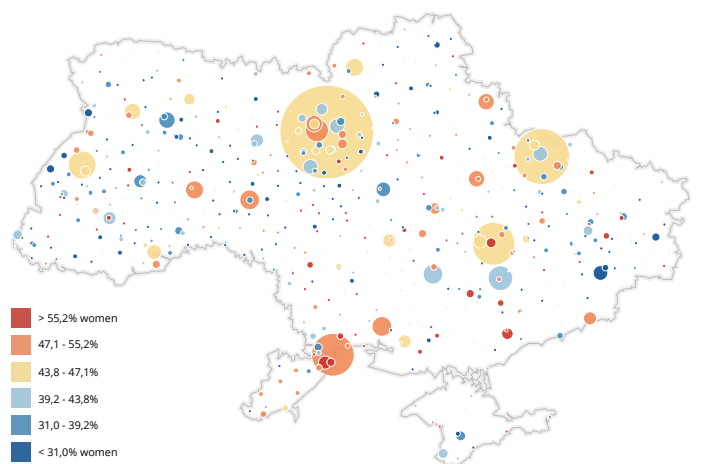 > 55,2% women
47,1 - 55,2%
43,8 - 47,1%
39,2 - 43,8%
31,0 - 39,2%
< 31,0% women